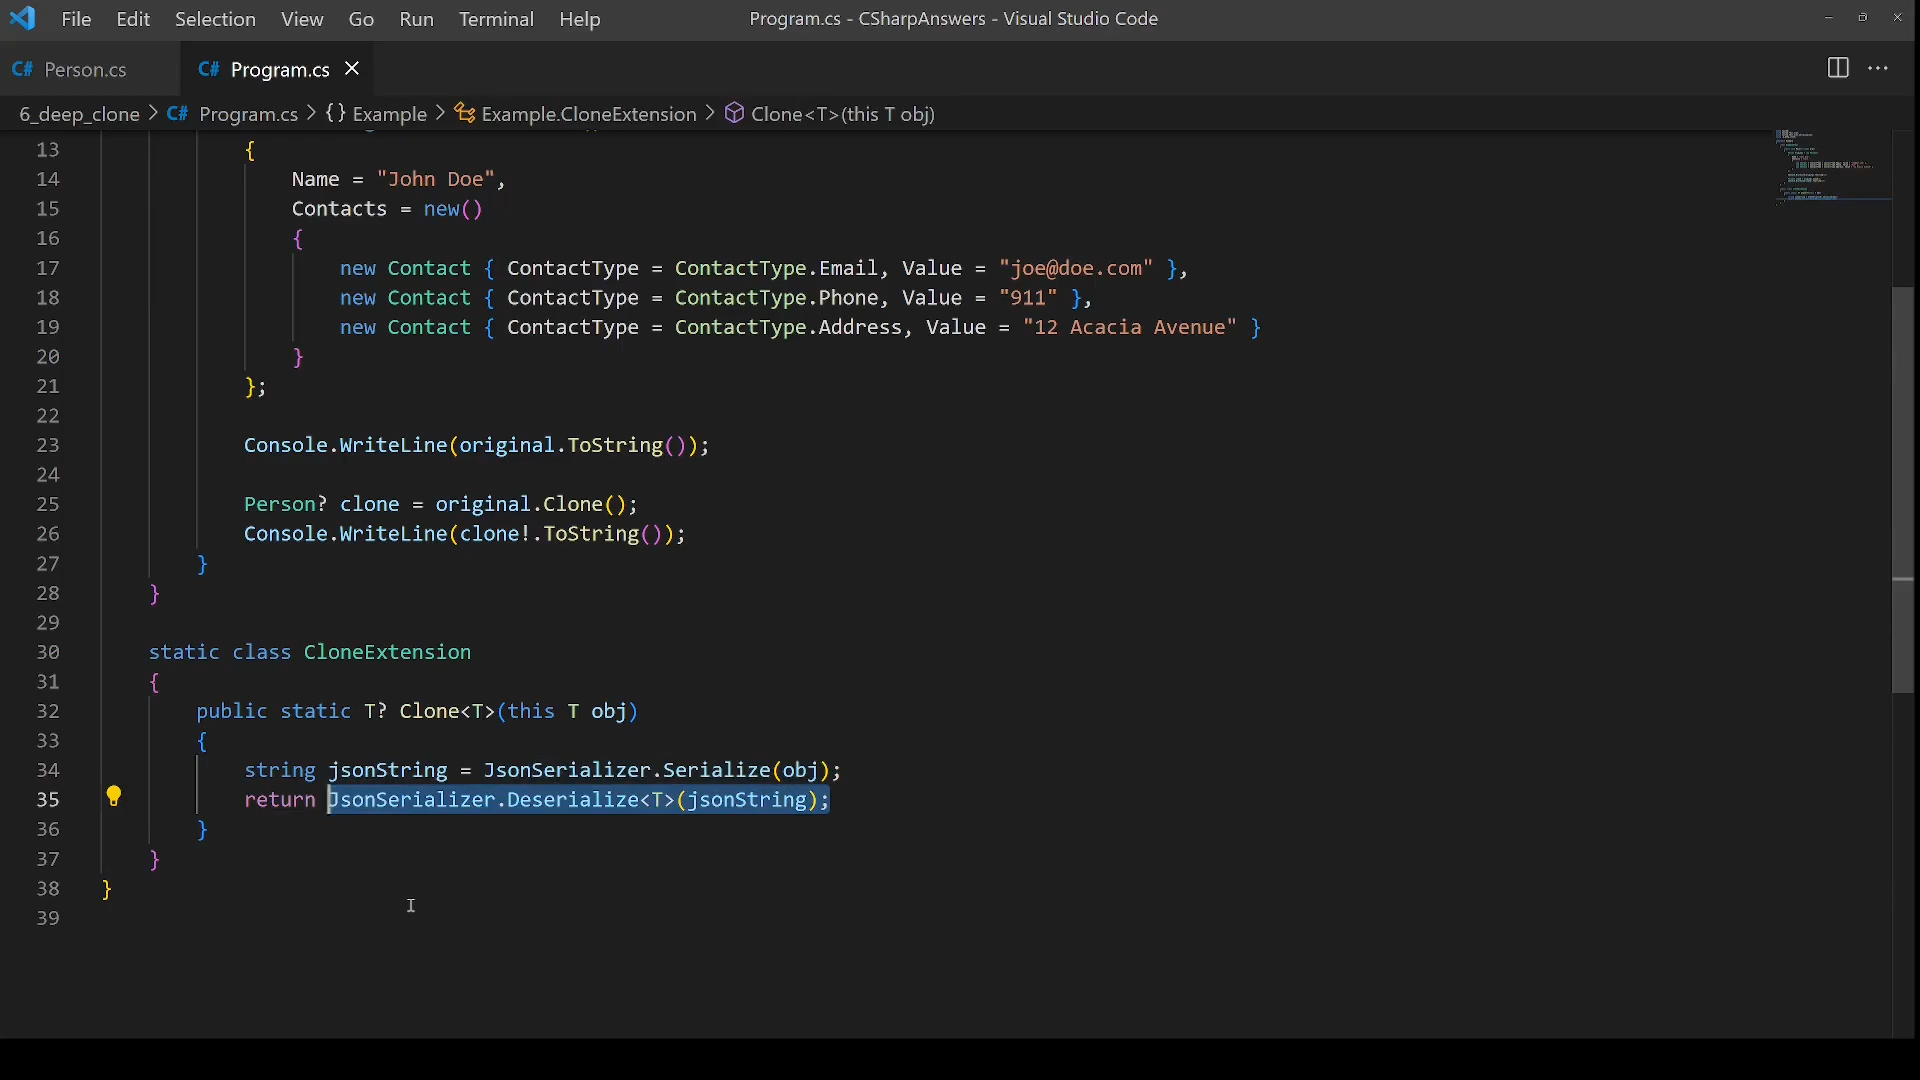 File Edit Selection View Go Run Terminal Help Program.cs - CSharpAnswers - Visual Studio Code
C# Person.cs C# Program.cs
6_deep_clone > C# Program.cs > {} Example > Example.CloneExtension > Clone<T>(this T obj)
13 {
14 Name = "John Doe",
15 Contacts = new()
16 {
17 new Contact { ContactType = ContactType.Email, Value = "joe@doe.com" },
18 new Contact { ContactType = ContactType.Phone, Value = "911" },
19 new Contact { ContactType = ContactType.Address, Value = "12 Acacia Avenue" }
20 }
21 };
22
23 Console.WriteLine(original.ToString());
24
25 Person? clone = original.Clone();
26 Console.WriteLine(clone!.ToString());
27 }
28 }
29
30 static class CloneExtension
31 {
32 public static T? Clone<T>(this T obj)
33 {
34 string jsonString = JsonSerializer.Serialize(obj);
35 return JsonSerializer.Deserialize<T>(jsonString);
36 }
37 }
38 }
39